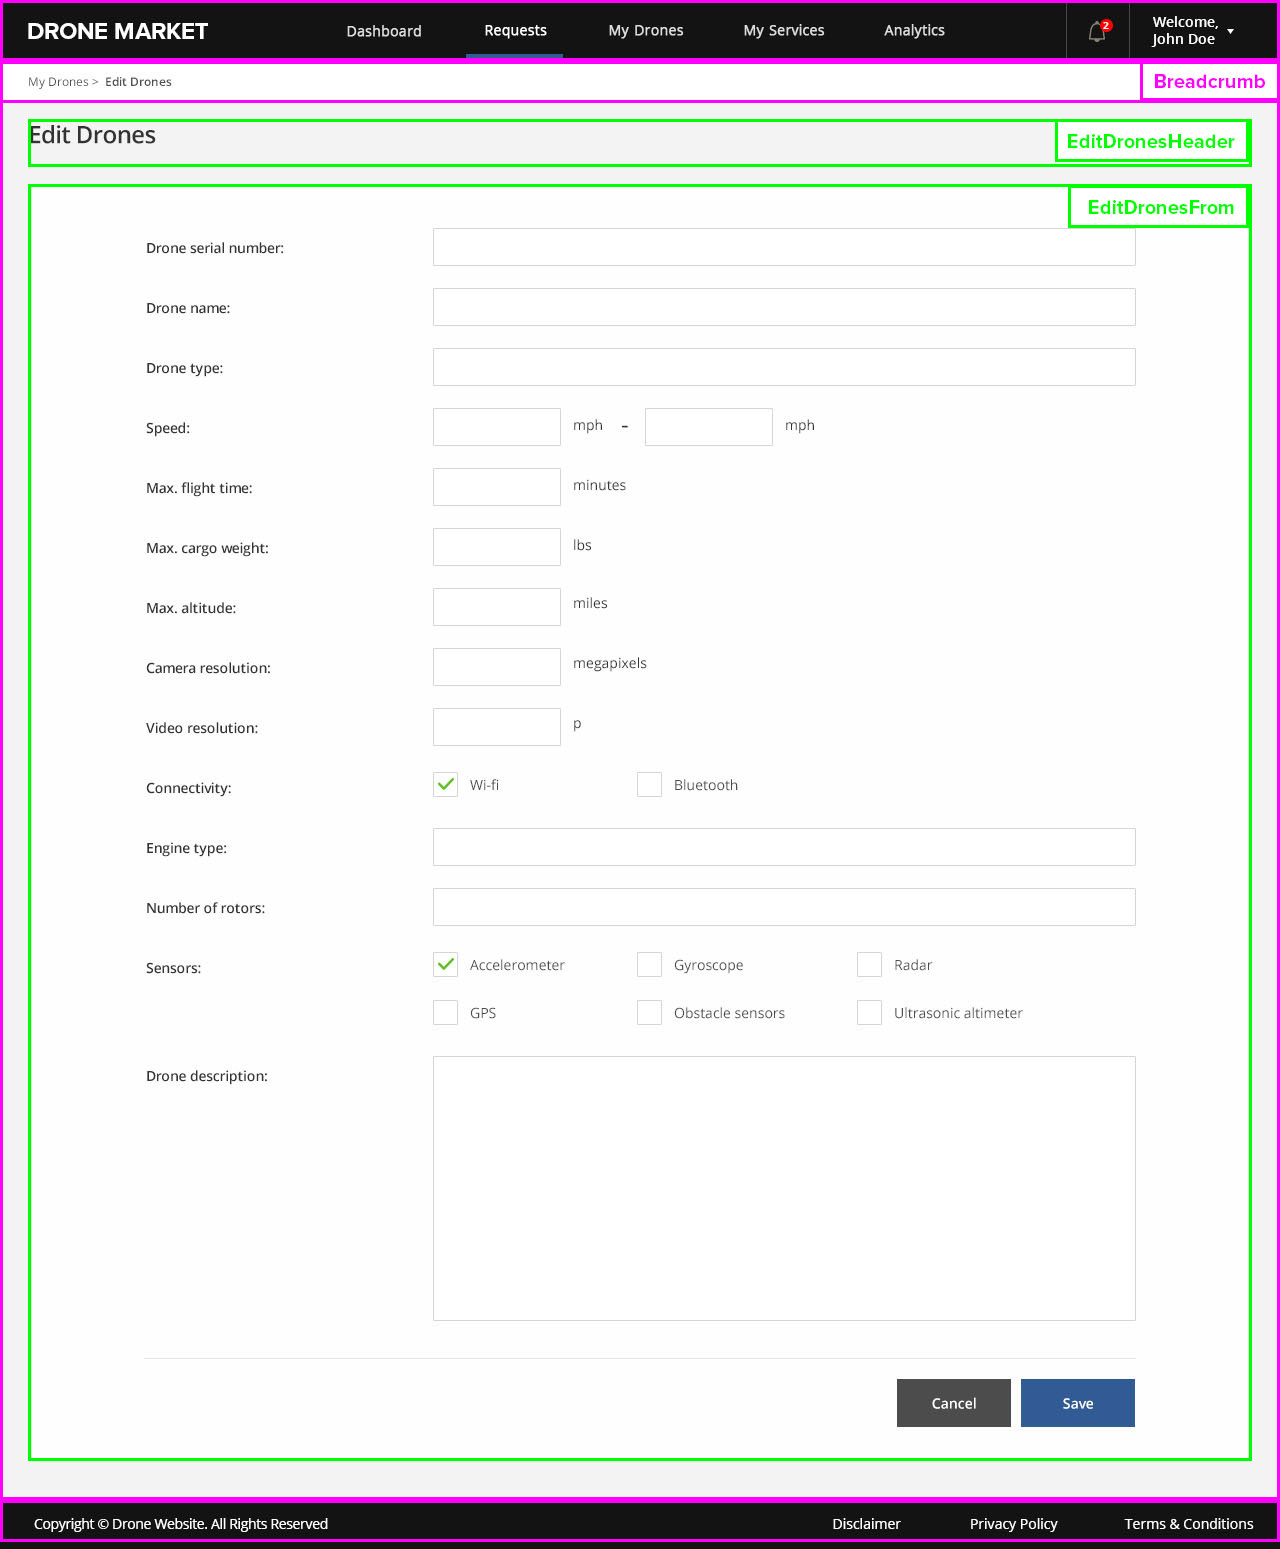 DRONE MARKET
Dashboard
Requests
My Drones
My Services
Analytics
2
Welcome,
John Doe
My Drones > Edit Drones
Breadcrumb
Edit Drones
EditDronesHeader
EditDronesFrom
Drone serial number:
Drone name:
Drone type:
Speed: mph - mph
Max. flight time: minutes
Max. cargo weight: lbs
Max. altitude: miles
Camera resolution: megapixels
Video resolution: p
Connectivity: Wi-fi Bluetooth
Engine type:
Number of rotors:
Sensors: Accelerometer Gyroscope Radar
GPS Obstacle sensors Ultrasonic altimeter
Drone description:
Cancel Save
Copyright © Drone Website. All Rights Reserved Disclaimer Privacy Policy Terms & Conditions